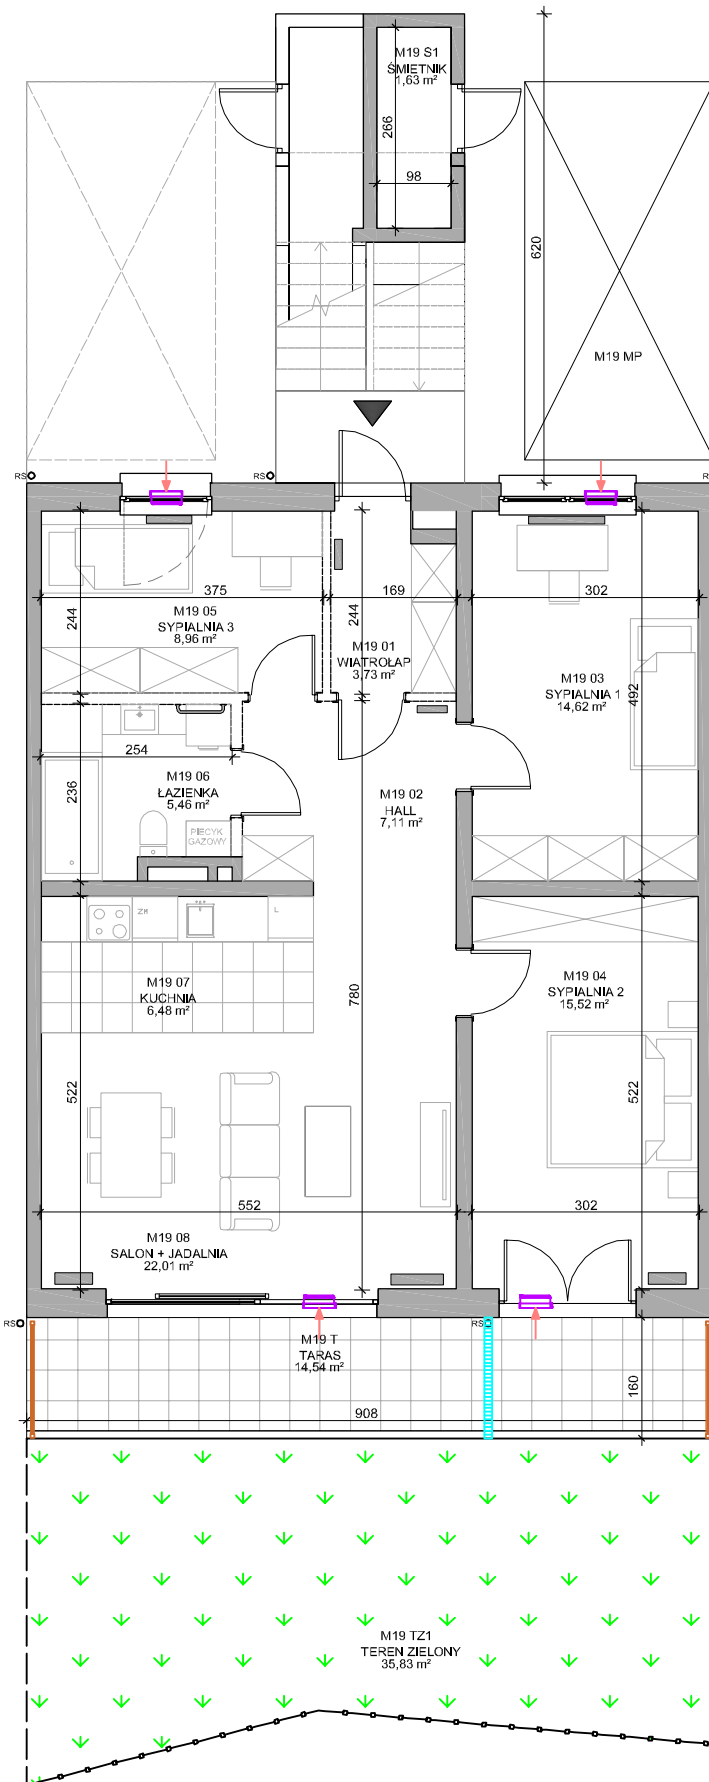 M19 S1
ŚMIETNIK
1,63 m²
266
98
620
M19 MP
RS
RS
R
375
169
302
244
244
M19 05
SYPIALNIA 3
8,96 m²
M19 01
WIATROŁAP
3,73 m²
M19 03
SYPIALNIA 1
14,62 m²
492
254
236
M19 06
ŁAZIENKA
5,46 m²
M19 02
HALL
7,11 m²
PIECYK
GAZOWY
ZM
L
M19 07
KUCHNIA
6,48 m²
780
M19 04
SYPIALNIA 2
15,52 m²
522
522
552
302
M19 08
SALON + JADALNIA
22,01 m²
RS
RS
M19 T
TARAS
14,54 m²
160
908
M19 TZ1
TEREN ZIELONY
35,83 m²